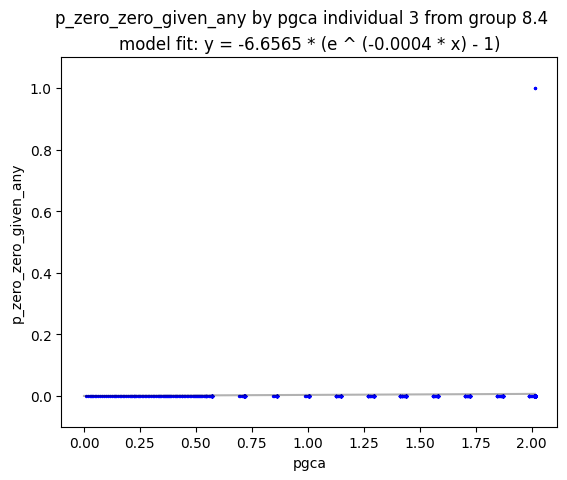 p_zero_zero_given_any by pgca individual 3 from group 8.4
model fit: y = -6.6565 * (e ^ (-0.0004 * x) - 1)
1.0
0.8
0.6
0.4
0.2
0.0
p_zero_zero_given_any
0.00 0.25 0.50 0.75 1.00 1.25 1.50 1.75 2.00
pgca